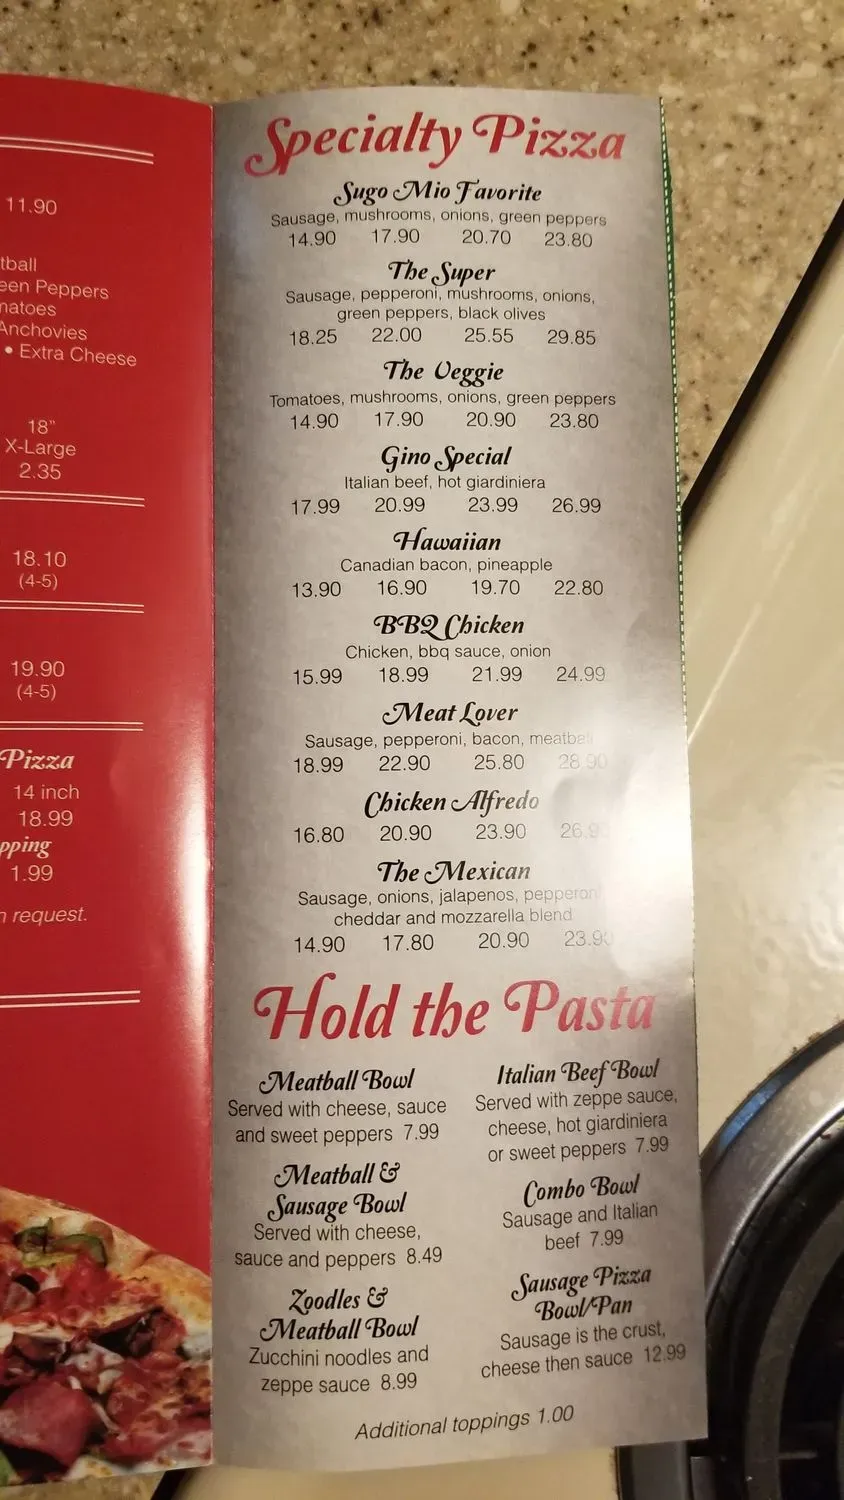 11.90
tball
een Peppers
matoes
Anchovies
• Extra Cheese
18”
X-Large
2.35
18.10
(4-5)
19.90
(4-5)
Pizza
14 inch
18.99
pping
1.99
n request.
Specialty Pizza
Sugo Mio Favorite
Sausage, mushrooms, onions, green peppers
14.90 17.90 20.70 23.80
The Super
Sausage, pepperoni, mushrooms, onions,
green peppers, black olives
18.25 22.00 25.55 29.85
The Veggie
Tomatoes, mushrooms, onions, green peppers
14.90 17.90 20.90 23.80
Gino Special
Italian beef, hot giardiniera
17.99 20.99 23.99 26.99
Hawaiian
Canadian bacon, pineapple
13.90 16.90 19.70 22.80
BBQ Chicken
Chicken, bbq sauce, onion
15.99 18.99 21.99 24.99
Meat Lover
Sausage, pepperoni, bacon, meatball
18.99 22.90 25.80 28.90
Chicken Alfredo
16.80 20.90 23.90
The Mexican
Sausage, onions, jalapenos, pepperoni
cheddar and mozzarella blend
14.90 17.80 20.90
Hold the Pasta
Meatball Bowl
Served with cheese, sauce
and sweet peppers 7.99
Meatball &
Sausage Bowl
Served with cheese,
sauce and peppers 8.49
Zoodles &
Meatball Bowl
Zucchini noodles and
zeppe sauce 8.99
Italian Beef Bowl
Served with zeppe sauce,
cheese, hot giardiniera
or sweet peppers 7.99
Combo Bowl
Sausage and Italian
beef 7.99
Sausage Pizza
Bowl/Pan
Sausage is the crust,
cheese then sauce 12.99
Additional toppings 1.00